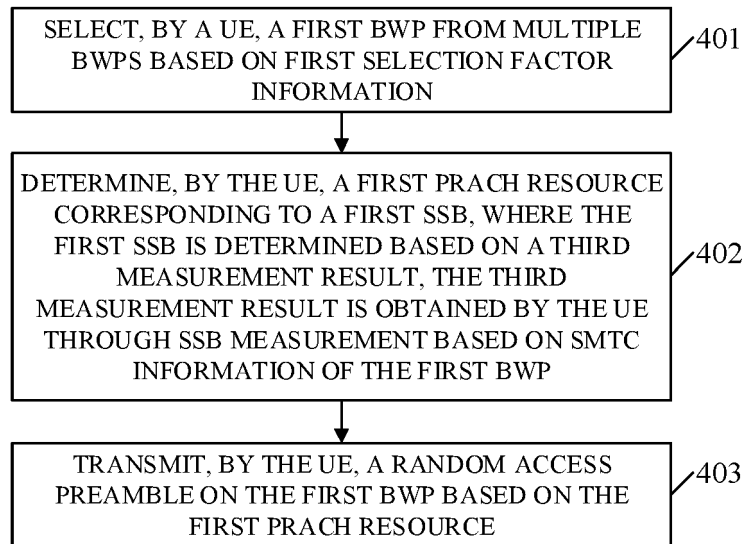 SELECT, BY A UE, A FIRST BWP FROM MULTIPLE
BWPS BASED ON FIRST SELECTION FACTOR
INFORMATION
401
DETERMINE, BY THE UE, A FIRST PRACH RESOURCE
CORRESPONDING TO A FIRST SSB, WHERE THE
FIRST SSB IS DETERMINED BASED ON A THIRD
MEASUREMENT RESULT, THE THIRD
MEASUREMENT RESULT IS OBTAINED BY THE UE
THROUGH SSB MEASUREMENT BASED ON SMTC
INFORMATION OF THE FIRST BWP
402
TRANSMIT, BY THE UE, A RANDOM ACCESS
PREAMBLE ON THE FIRST BWP BASED ON THE
FIRST PRACH RESOURCE
403